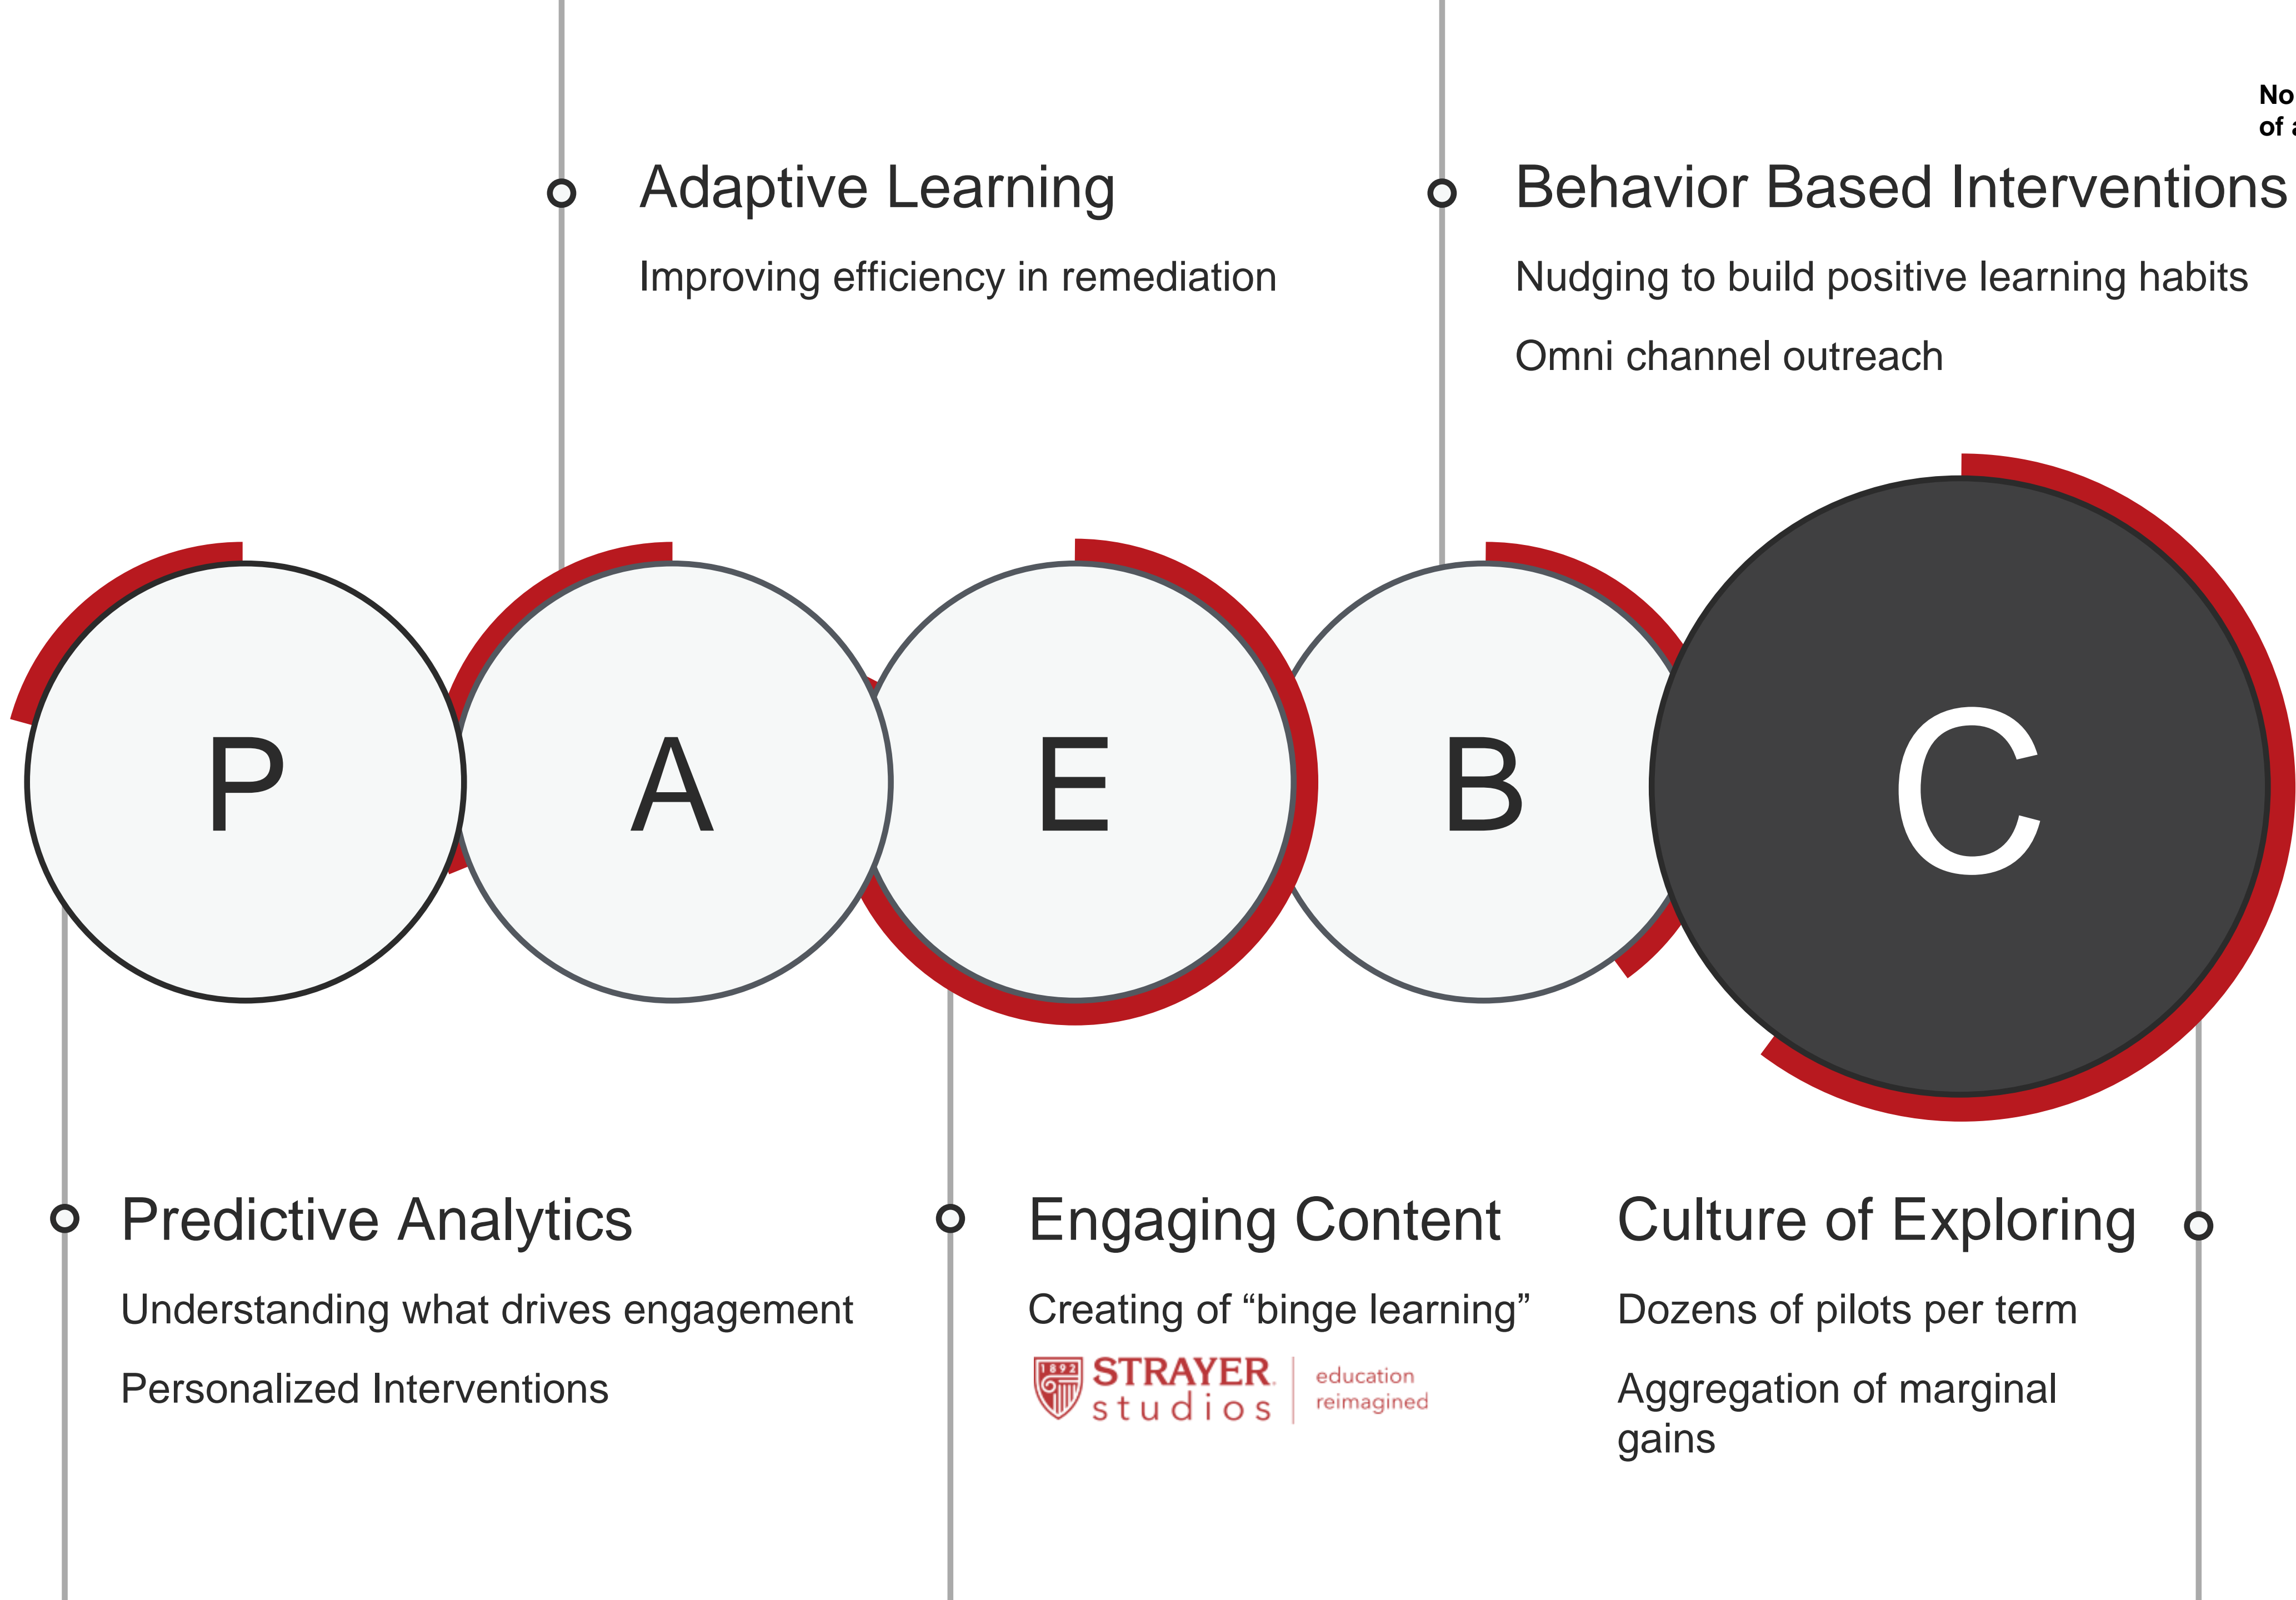 No
of
Adaptive Learning
Improving efficiency in remediation
Behavior Based Interventions
Nudging to build positive learning habits
Omni channel outreach
P
A
E
B
C
Predictive Analytics
Understanding what drives engagement
Personalized Interventions
Engaging Content
Creating of “binge learning”
1892
STRAYER
studios
education
reimagined
Culture of Exploring
Dozens of pilots per term
Aggregation of marginal
gains